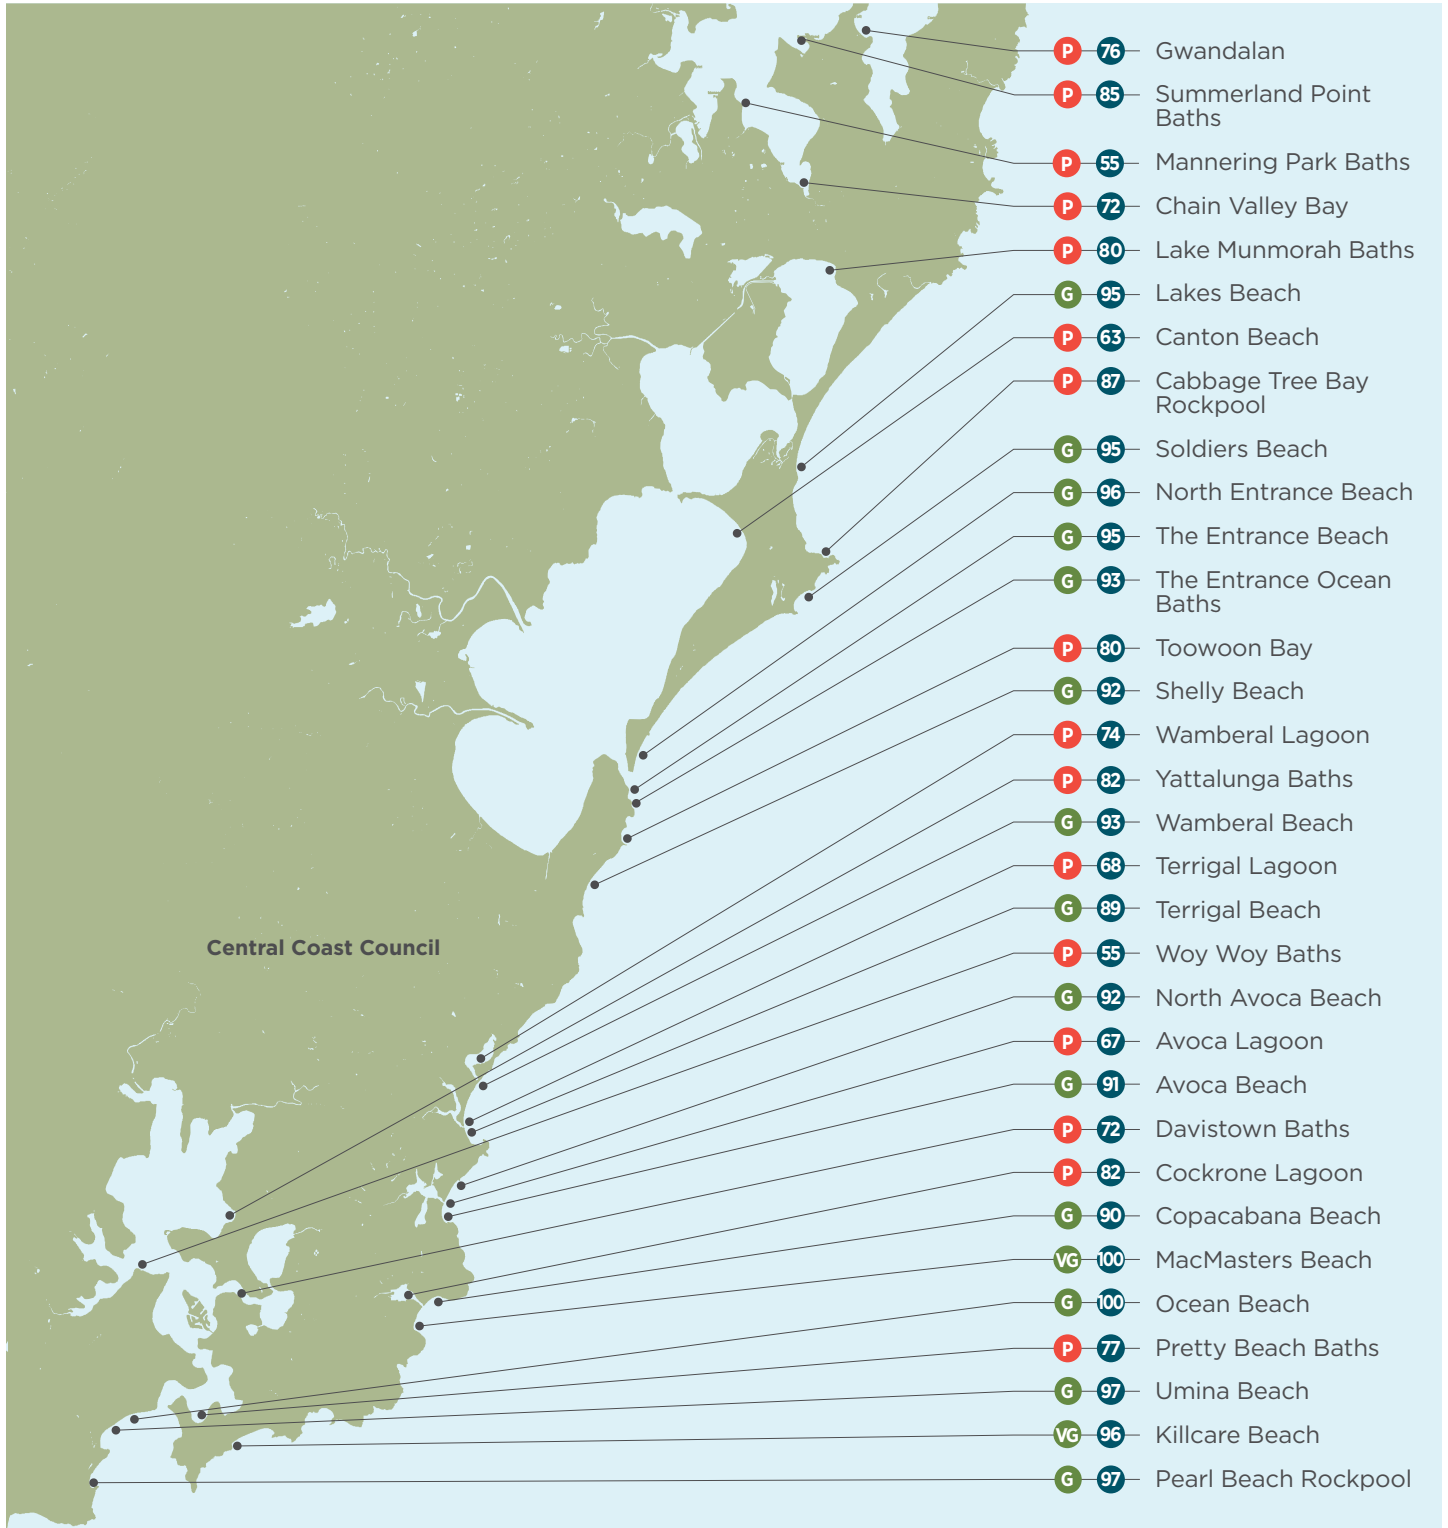 P 76 Gwandalan
P 85 Summerland Point
Baths
P 55 Mannering Park Baths
P 72 Chain Valley Bay
P 80 Lake Munmorah Baths
G 95 Lakes Beach
P 63 Canton Beach
P 87 Cabbage Tree Bay
Rockpool
G 95 Soldiers Beach
G 96 North Entrance Beach
G 95 The Entrance Beach
G 93 The Entrance Ocean
Baths
P 80 Toowoon Bay
G 92 Shelly Beach
P 74 Wamberal Lagoon
P 82 Yattalunga Baths
G 93 Wamberal Beach
P 68 Terrigal Lagoon
G 89 Terrigal Beach
Central Coast Council
P 55 Woy Woy Baths
G 92 North Avoca Beach
P 67 Avoca Lagoon
G 91 Avoca Beach
P 72 Davistown Baths
P 82 Cockrone Lagoon
G 90 Copacabana Beach
VG 100 MacMasters Beach
G 100 Ocean Beach
P 77 Pretty Beach Baths
G 97 Umina Beach
VG 96 Killcare Beach
G 97 Pearl Beach Rockpool